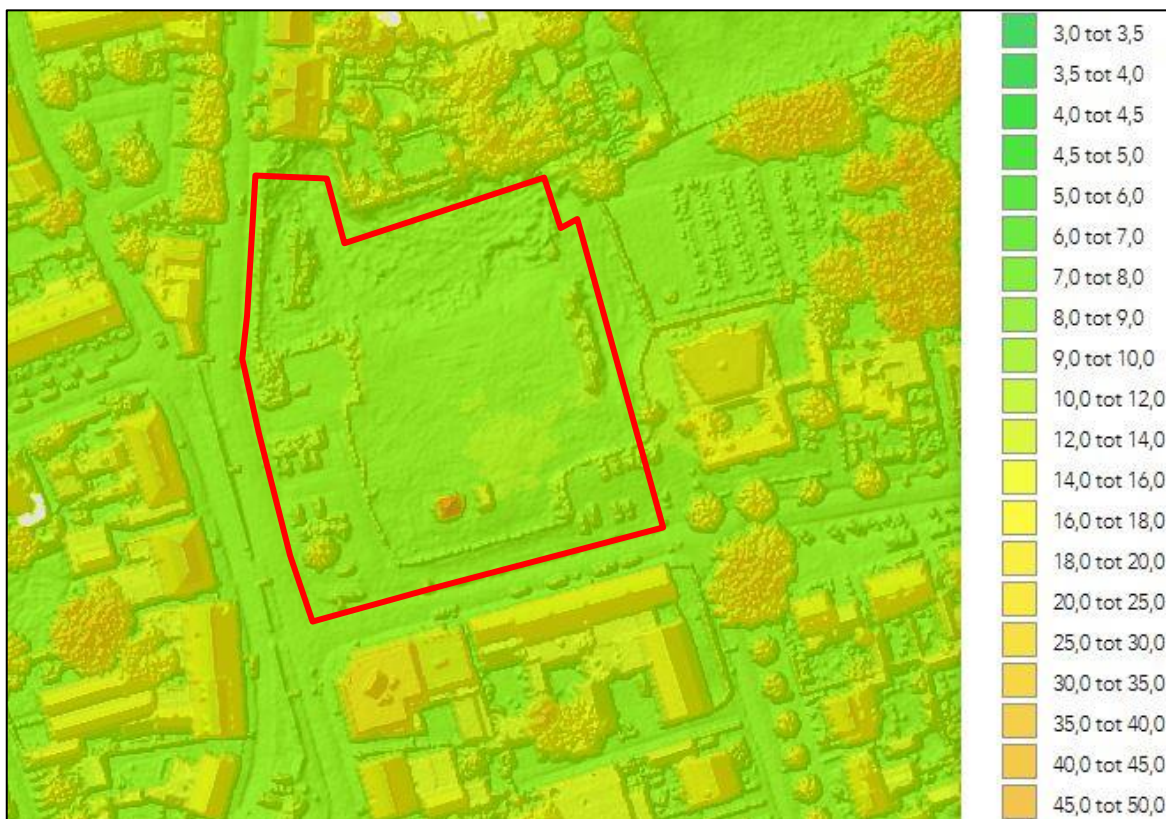 3,0 tot 3,5
3,5 tot 4,0
4,0 tot 4,5
4,5 tot 5,0
5,0 tot 6,0
6,0 tot 7,0
7,0 tot 8,0
8,0 tot 9,0
9,0 tot 10,0
10,0 tot 12,0
12,0 tot 14,0
14,0 tot 16,0
16,0 tot 18,0
18,0 tot 20,0
20,0 tot 25,0
25,0 tot 30,0
30,0 tot 35,0
35,0 tot 40,0
40,0 tot 45,0
45,0 tot 50,0